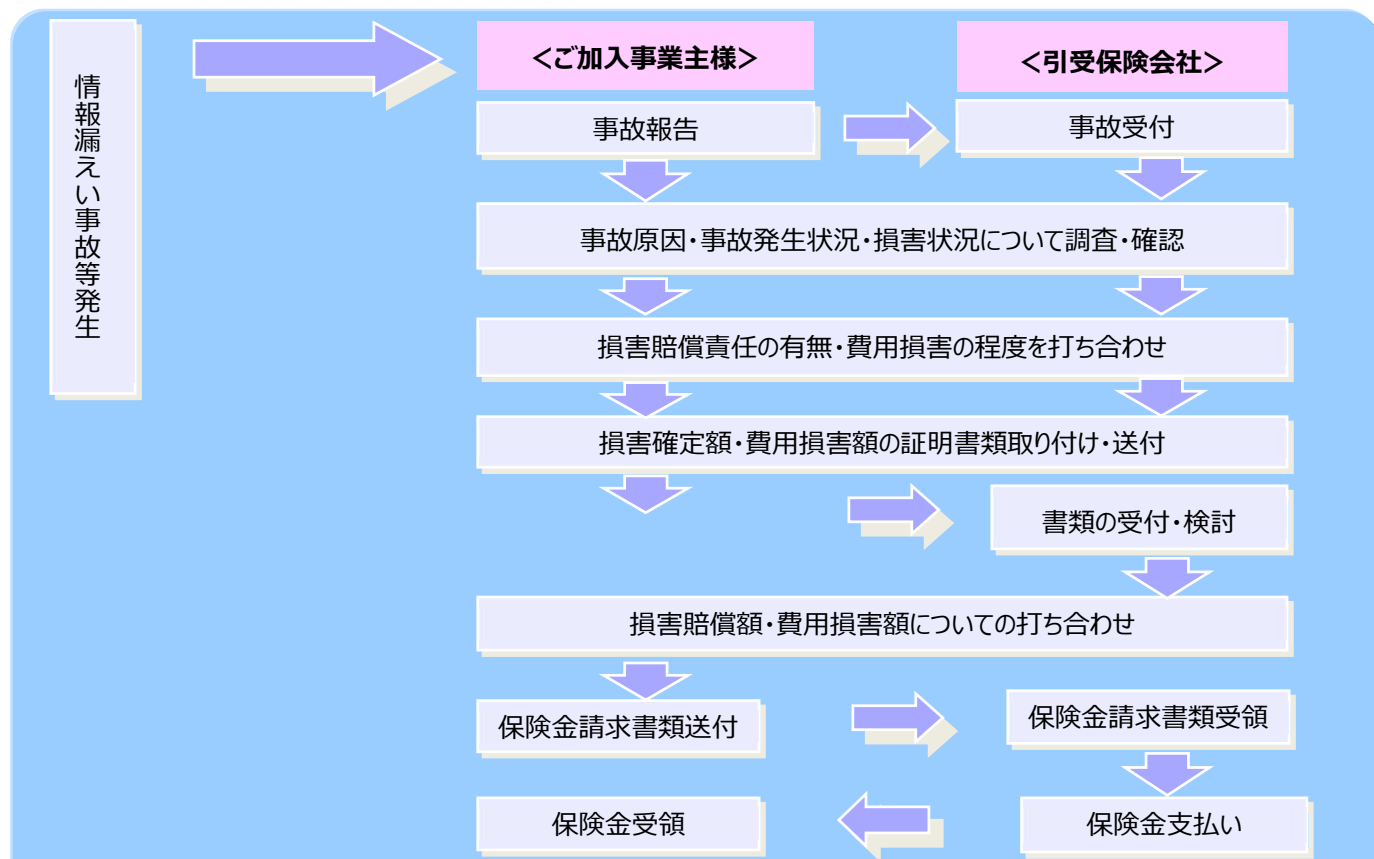 情報漏えい事故等発生
＜ご加入事業主様＞
＜引受保険会社＞
事故報告
事故受付
事故原因・事故発生状況・損害状況について調査・確認
損害賠償責任の有無・費用損害の程度を打ち合わせ
損害確定額・費用損害額の証明書類取り付け・送付
書類の受付・検討
損害賠償額・費用損害額についての打ち合わせ
保険金請求書類送付
保険金請求書類受領
保険金受領
保険金支払い